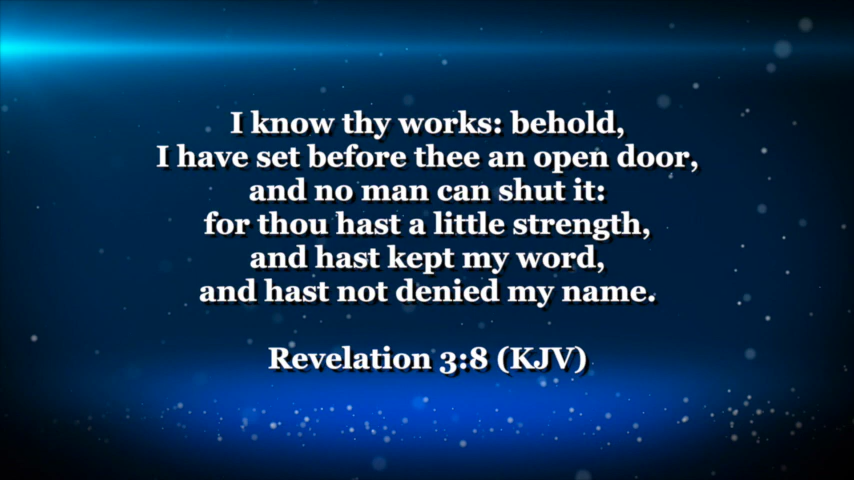 I know thy works: behold,
I have set before thee an open door,
and no man can shut it:
for thou hast a little strength,
and hast kept my word,
and hast not denied my name.
Revelation 3:8 (KJV)